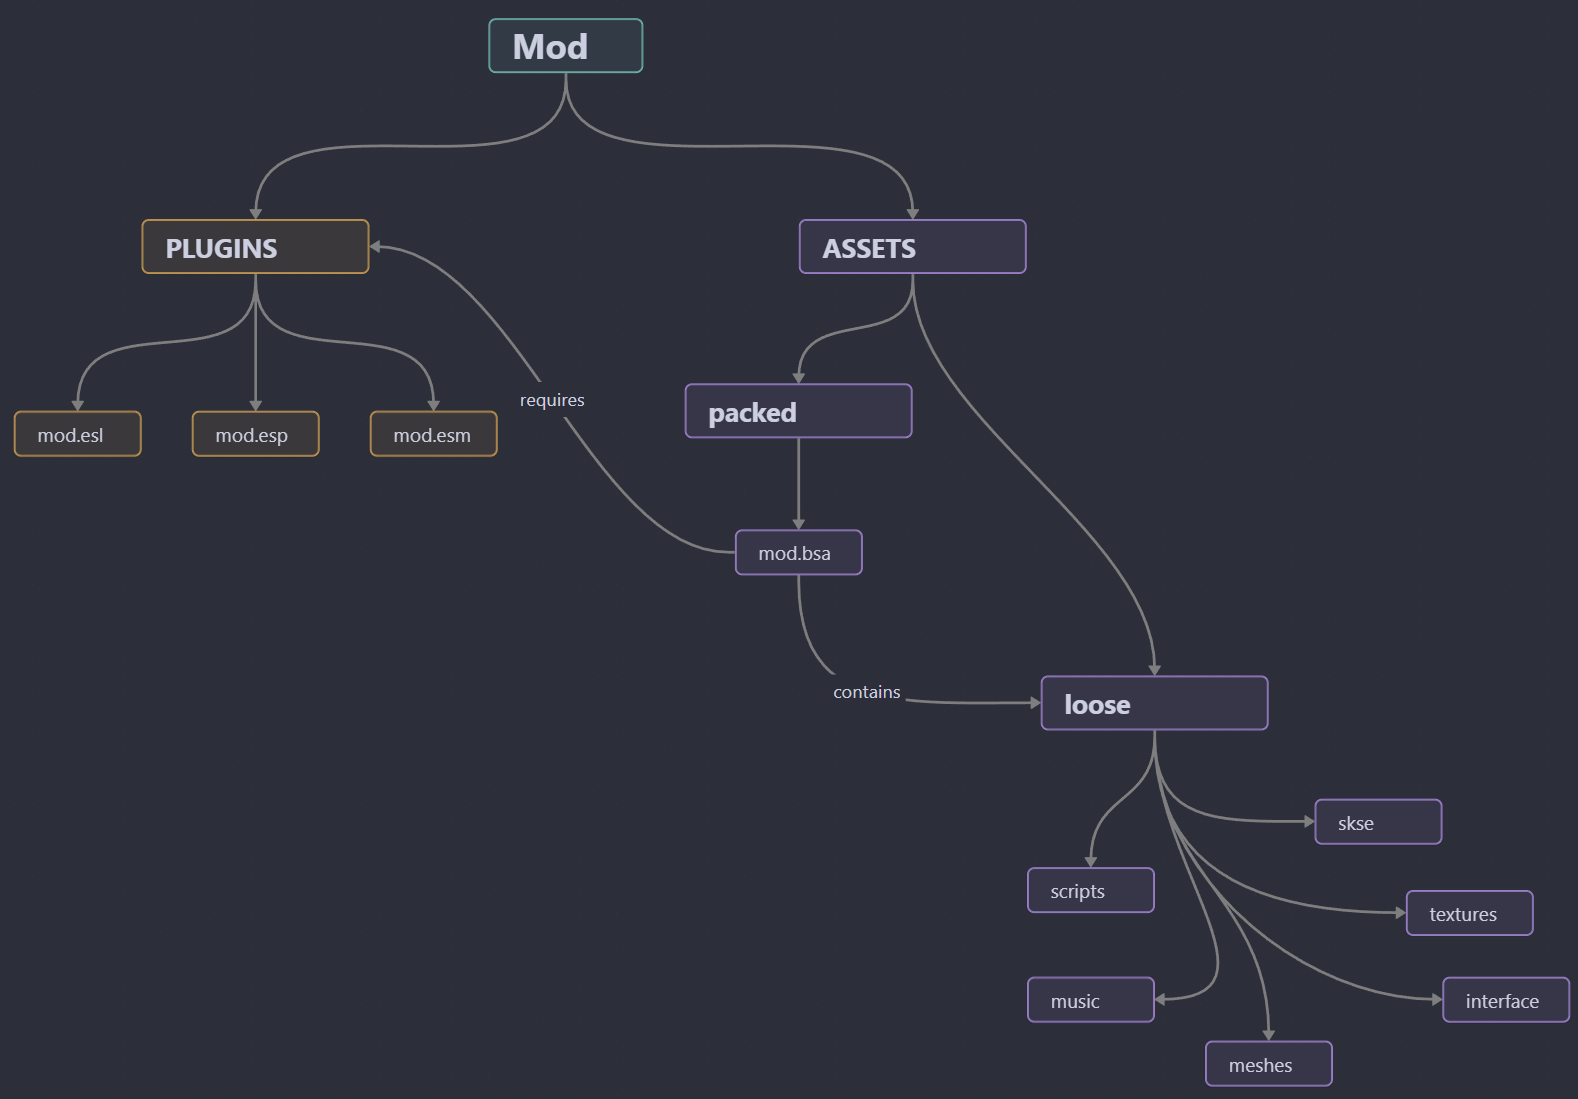 Mod
PLUGINS
ASSETS
requires
packed
mod.esl
mod.esp
mod.esm
mod.bsa
contains
loose
skse
scripts
textures
music
interface
meshes